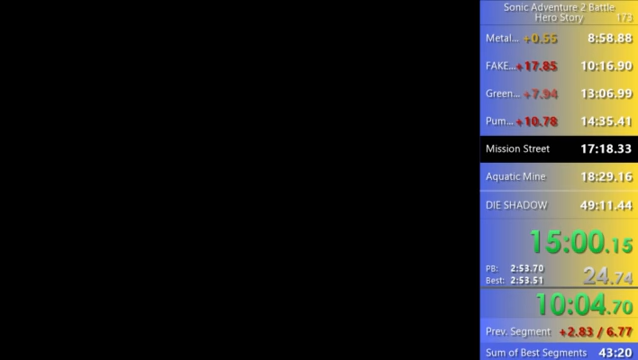 Sonic Adventure 2 Battle:
Hero Story 173
Metal... +0.55 8:58.88
FAKE... +17.85 10:16.90
Green... +7.94 13:06.99
Pum... +10.78 14:35.41
Mission Street 17:18.33
Aquatic Mine 18:29.16
DIE SHADOW 49:11.44
15:00.15
PB: 2:53.70 24.74
Best: 2:53.51
10:04.70
Prev. Segment +2.83 / 6.77
Sum of Best Segments 43:20